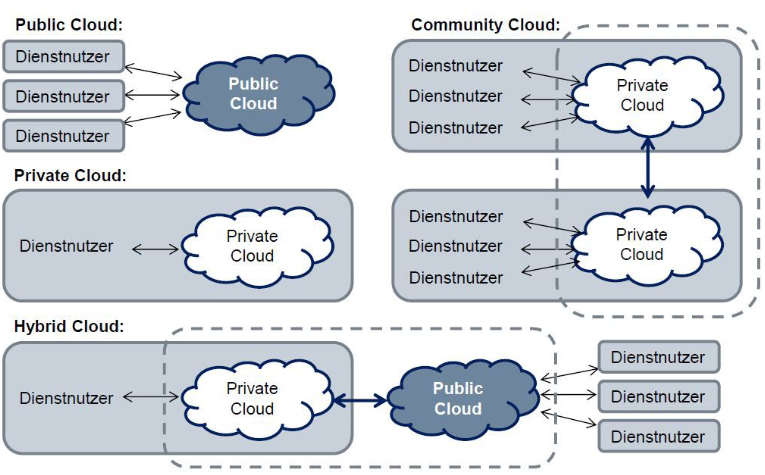 Public Cloud:
Dienstnutzer
Dienstnutzer
Dienstnutzer
Public
Cloud
Private Cloud:
Dienstnutzer
Private
Cloud
Community Cloud:
Dienstnutzer
Dienstnutzer
Dienstnutzer
Private
Cloud
Dienstnutzer
Dienstnutzer
Dienstnutzer
Private
Cloud
Hybrid Cloud:
Dienstnutzer
Private
Cloud
Public
Cloud
Dienstnutzer
Dienstnutzer
Dienstnutzer